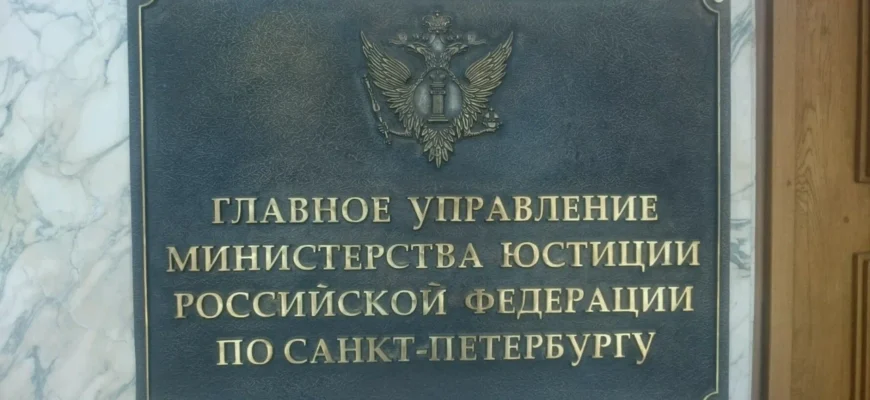 ГЛАВНОЕ УПРАВЛЕНИЕ
МИНИСТЕРСТВА ЮСТИЦИИ
РОССИЙСКОЙ ФЕДЕРАЦИИ
ПО САНКТ-ПЕТЕРБУРГУ